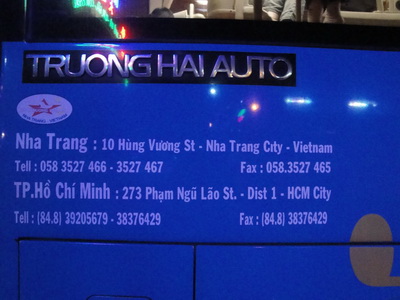 TRUONG HAI AUTO
Nha Trang : 10 Hùng Vương St - Nha Trang City - Vietnam
Tell : 058 3527 466 - 3527 467 Fax : 058.3527 465
TP.Hồ Chí Minh : 273 Phạm Ngũ Lão St. - Dist 1 - HCM City
Tell : (84.8) 39205679 - 38376429 Fax : (84.8) 38376429